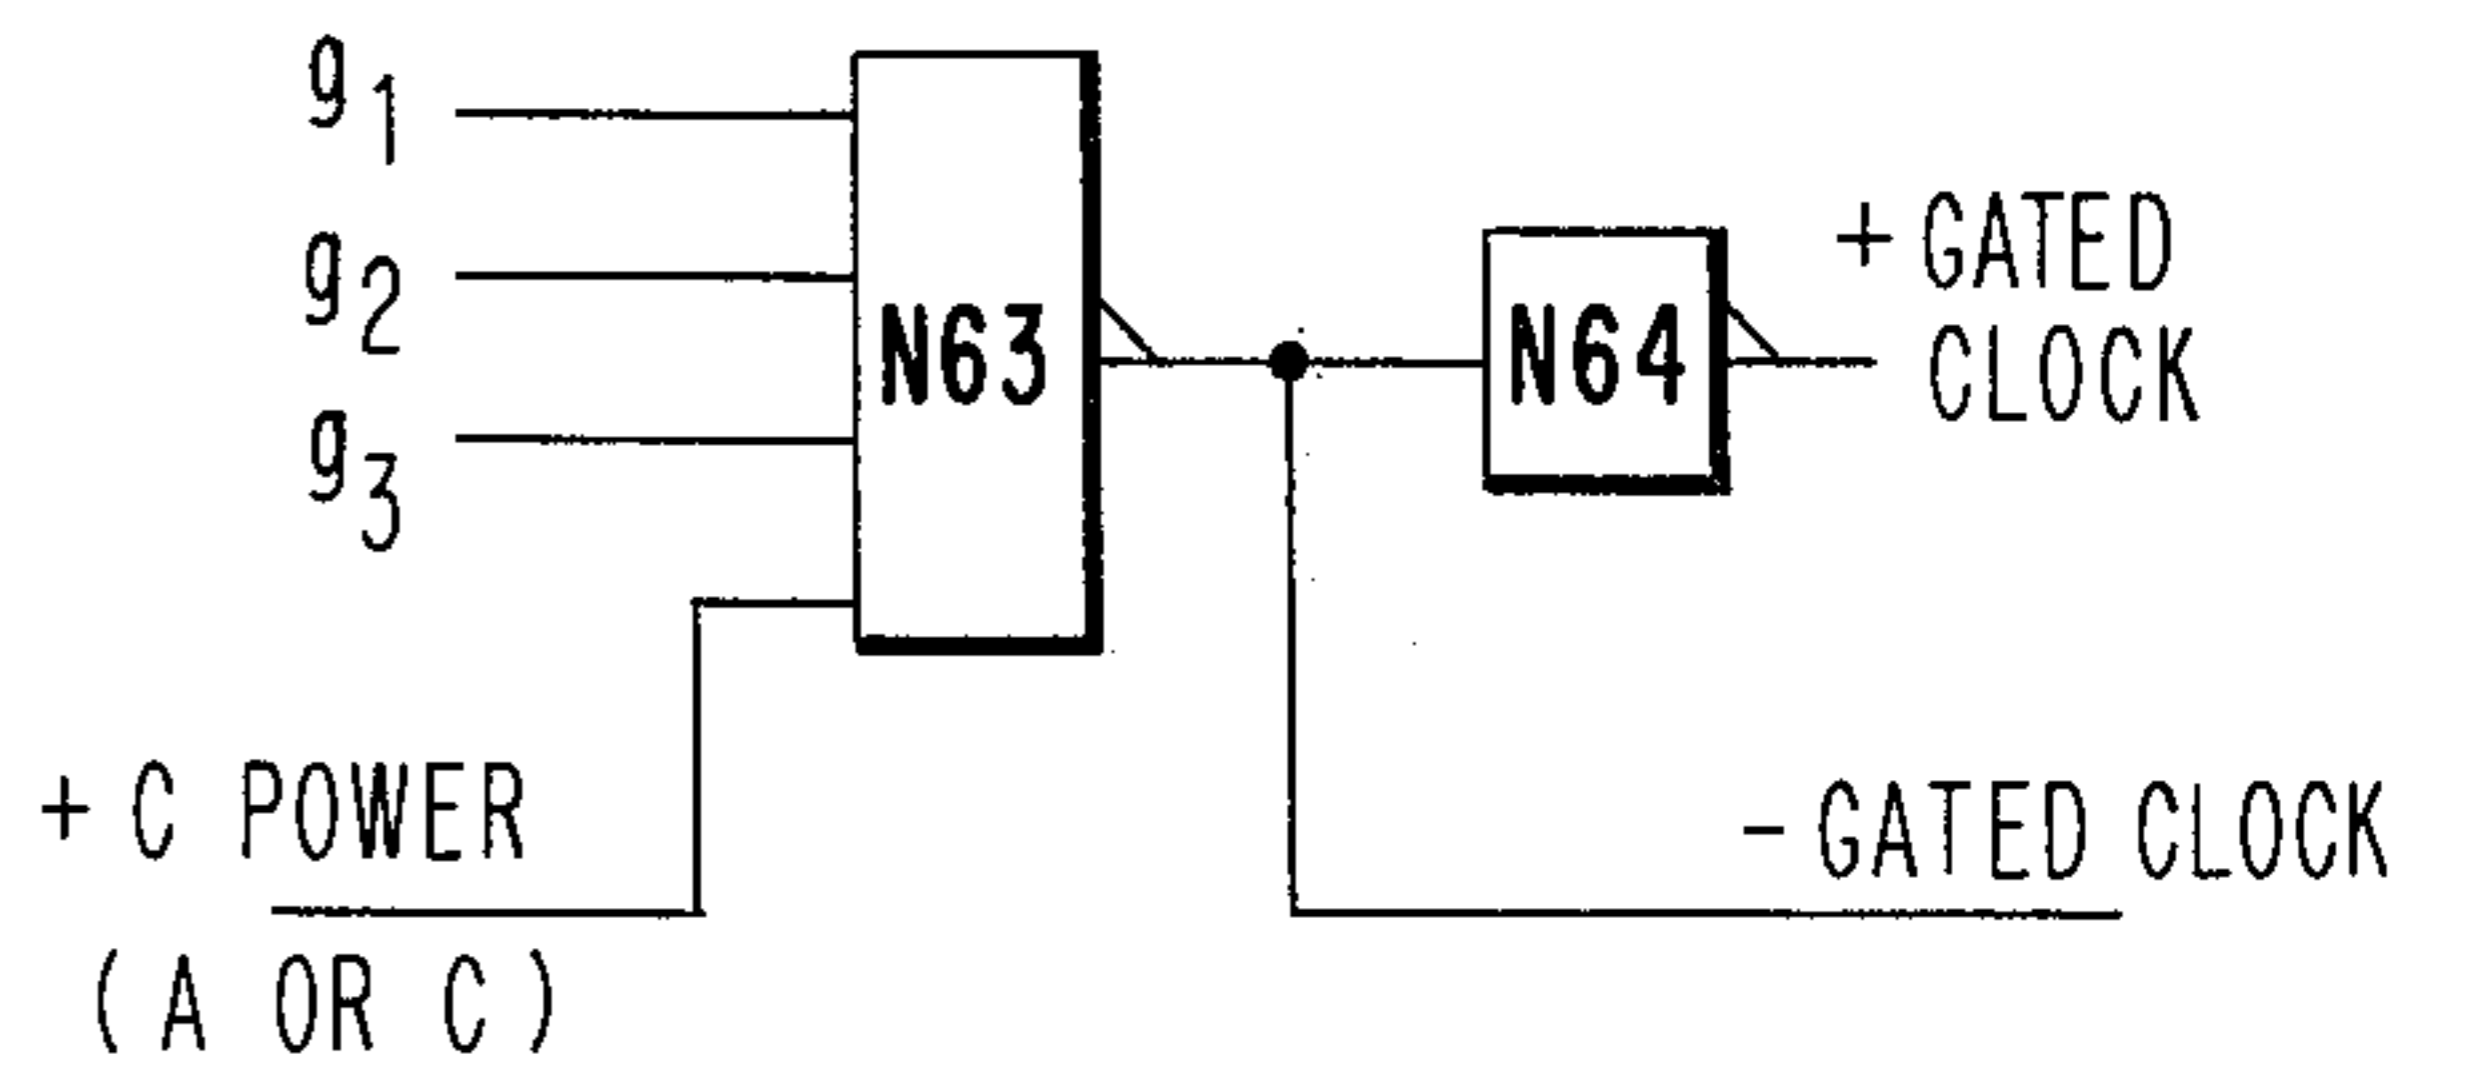 g1
g2
g3
N63
N64
+ GATED
CLOCK
+ C POWER
(A OR C)
- GATED CLOCK